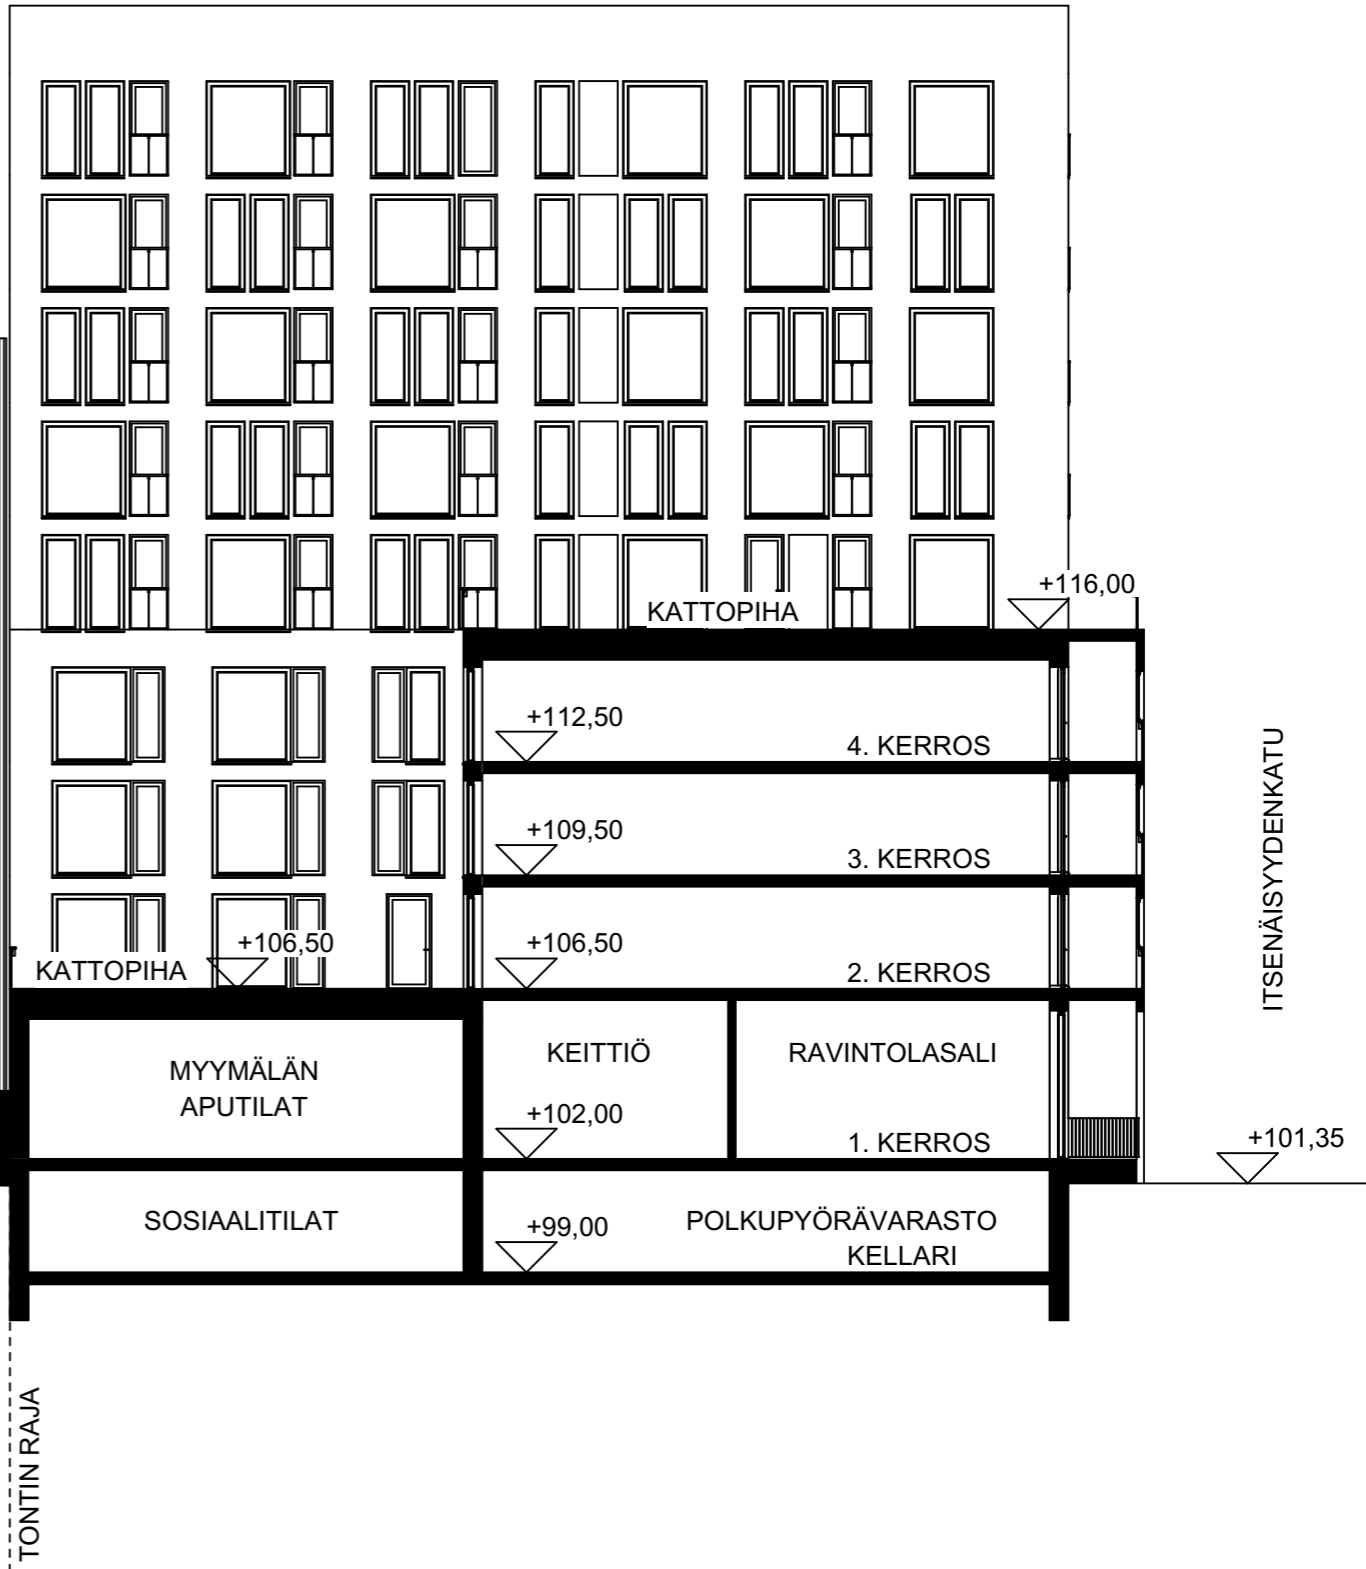 +116,00
KATTOPIHA
+112,50
4. KERROS
+109,50
3. KERROS
+106,50
2. KERROS
+106,50
KATTOPIHA
KEITTIÖ
RAVINTOLASALI
MYYMÄLÄN
APUTILAT
+102,00
1. KERROS
+101,35
ITSENÄISYYDENKATU
SOSIAALITILAT
+99,00
POLKUPYÖRÄVARASTO
KELLARI
TONTIN RAJA